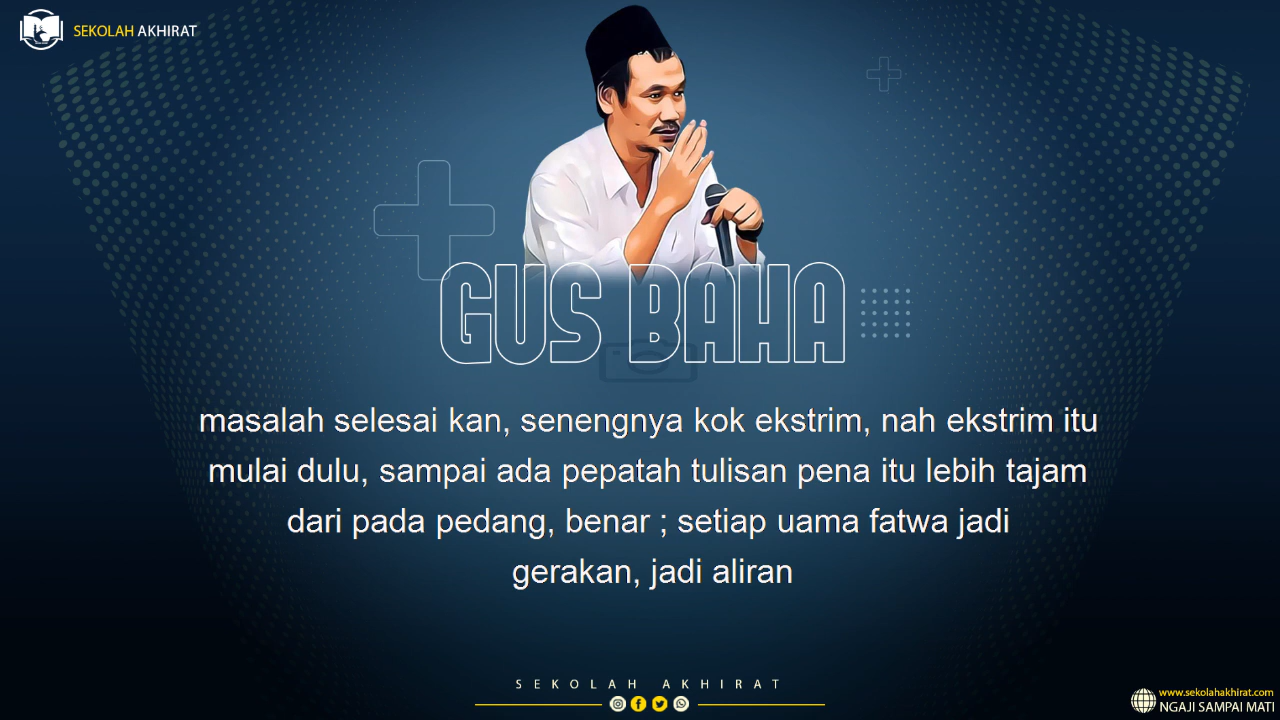 SEKOLAH AKHIRAT
GUS BAHA
masalah selesai kan, senengnya kok ekstrim, nah ekstrim itu
mulai dulu, sampai ada pepatah tulisan pena itu lebih tajam
dari pada pedang, benar ; setiap uama fatwa jadi
gerakan, jadi aliran
SEKOLAH AKHIRAT
www.sekolahakhirat.com
NGAJI SAMPAI MATI